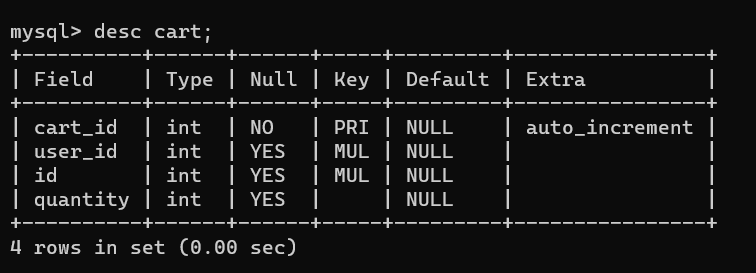 mysql> desc cart;
+----------+------+------+-----+---------+----------------+
| Field    | Type | Null | Key | Default | Extra          |
+----------+------+------+-----+---------+----------------+
| cart_id  | int  | NO   | PRI | NULL    | auto_increment |
| user_id  | int  | YES  | MUL | NULL    |                |
| id       | int  | YES  | MUL | NULL    |                |
| quantity | int  | YES  |     | NULL    |                |
+----------+------+------+-----+---------+----------------+
4 rows in set (0.00 sec)